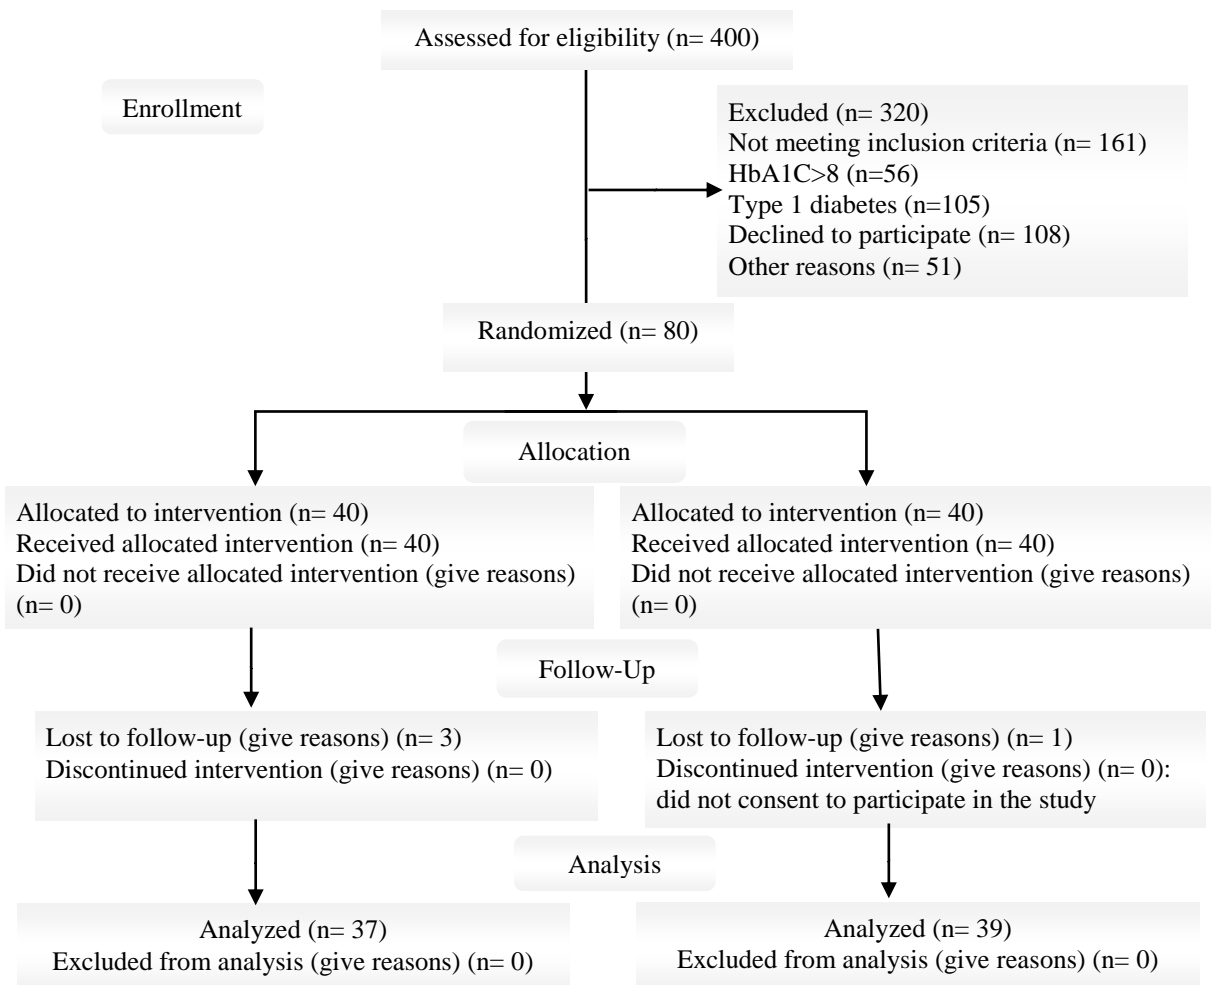 Assessed for eligibility (n= 400)
Enrollment
Excluded (n= 320)
Not meeting inclusion criteria (n= 161)
HbA1C>8 (n=56)
Type 1 diabetes (n=105)
Declined to participate (n= 108)
Other reasons (n= 51)
Randomized (n= 80)
Allocation
Allocated to intervention (n= 40)
Received allocated intervention (n= 40)
Did not receive allocated intervention (give reasons)
(n= 0)
Allocated to intervention (n= 40)
Received allocated intervention (n= 40)
Did not receive allocated intervention (give reasons)
(n= 0)
Follow-Up
Lost to follow-up (give reasons) (n= 3)
Discontinued intervention (give reasons) (n= 0)
Lost to follow-up (give reasons) (n= 1)
Discontinued intervention (give reasons) (n= 0):
did not consent to participate in the study
Analysis
Analyzed (n= 37)
Excluded from analysis (give reasons) (n= 0)
Analyzed (n= 39)
Excluded from analysis (give reasons) (n= 0)